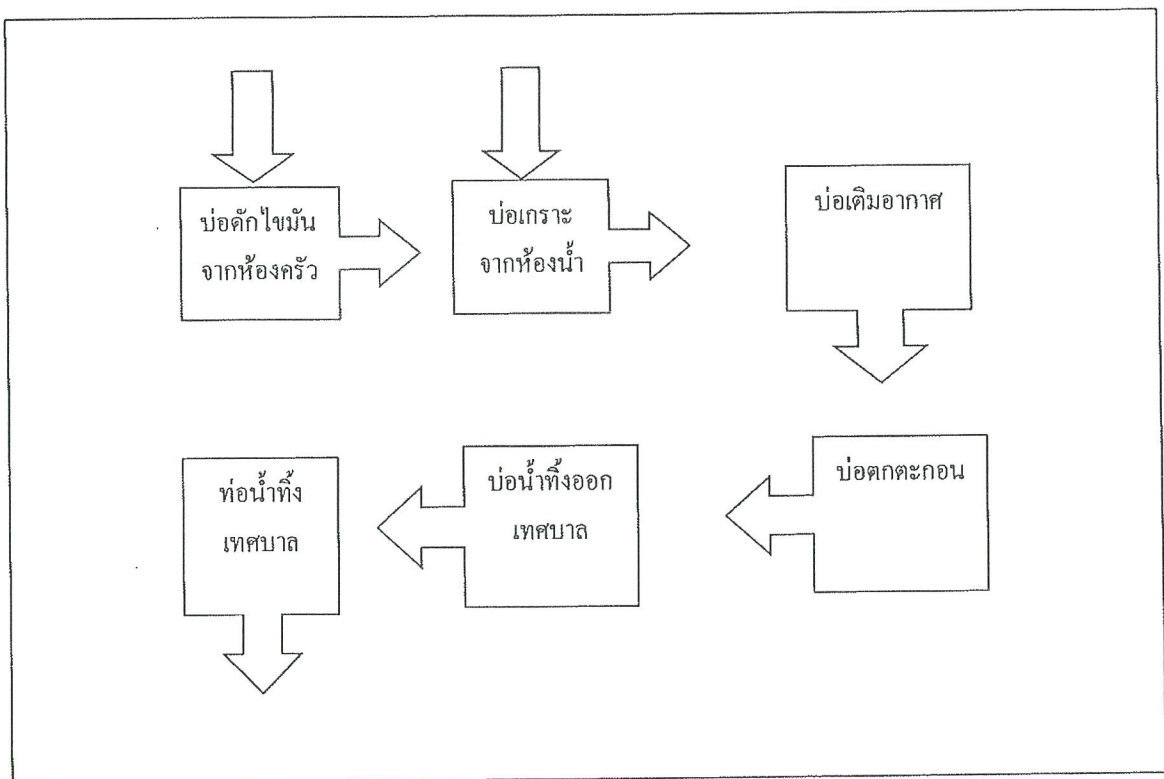 บ่อดักไขมัน
จากห้องครัว
บ่อเกราะ
จากห้องน้ำ
บ่อเติมอากาศ
บ่อตกตะกอน
บ่อน้ำทิ้งออก
เทศบาล
ท่อน้ำทิ้ง
เทศบาล